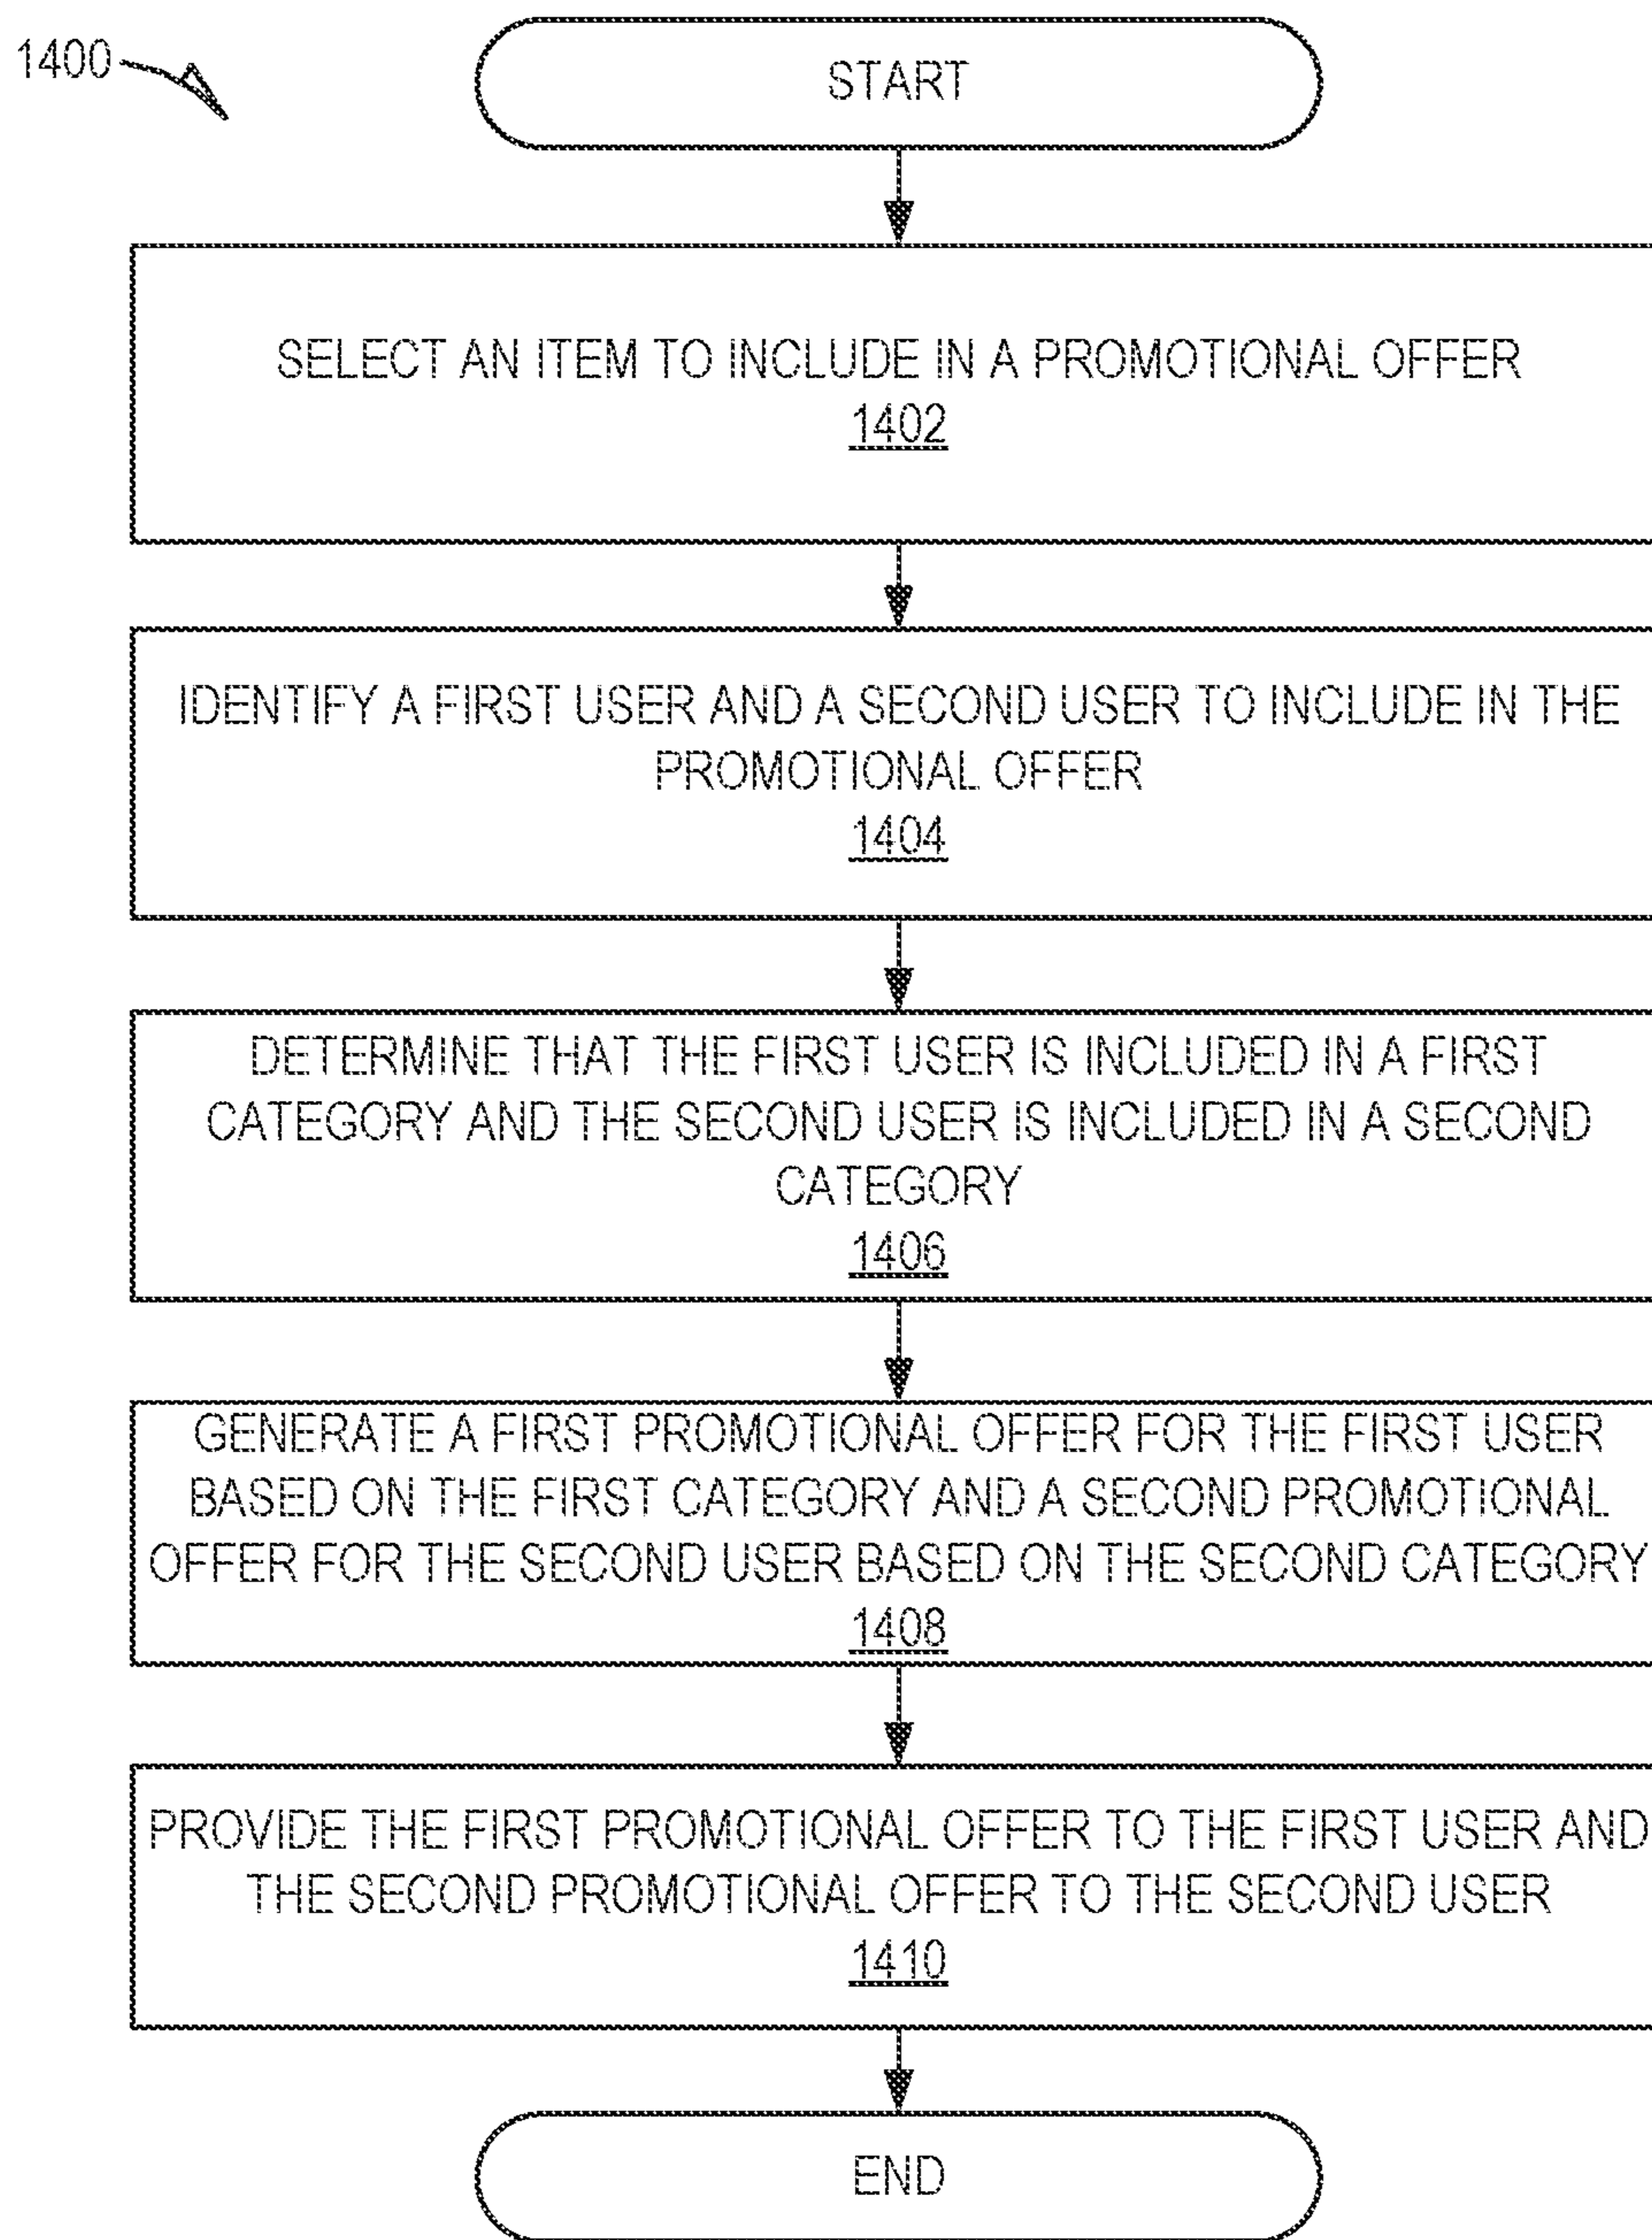 1400
START
SELECT AN ITEM TO INCLUDE IN A PROMOTIONAL OFFER
1402
IDENTIFY A FIRST USER AND A SECOND USER TO INCLUDE IN THE
PROMOTIONAL OFFER
1404
DETERMINE THAT THE FIRST USER IS INCLUDED IN A FIRST
CATEGORY AND THE SECOND USER IS INCLUDED IN A SECOND
CATEGORY
1406
GENERATE A FIRST PROMOTIONAL OFFER FOR THE FIRST USER
BASED ON THE FIRST CATEGORY AND A SECOND PROMOTIONAL
OFFER FOR THE SECOND USER BASED ON THE SECOND CATEGORY
1408
PROVIDE THE FIRST PROMOTIONAL OFFER TO THE FIRST USER AND
THE SECOND PROMOTIONAL OFFER TO THE SECOND USER
1410
END